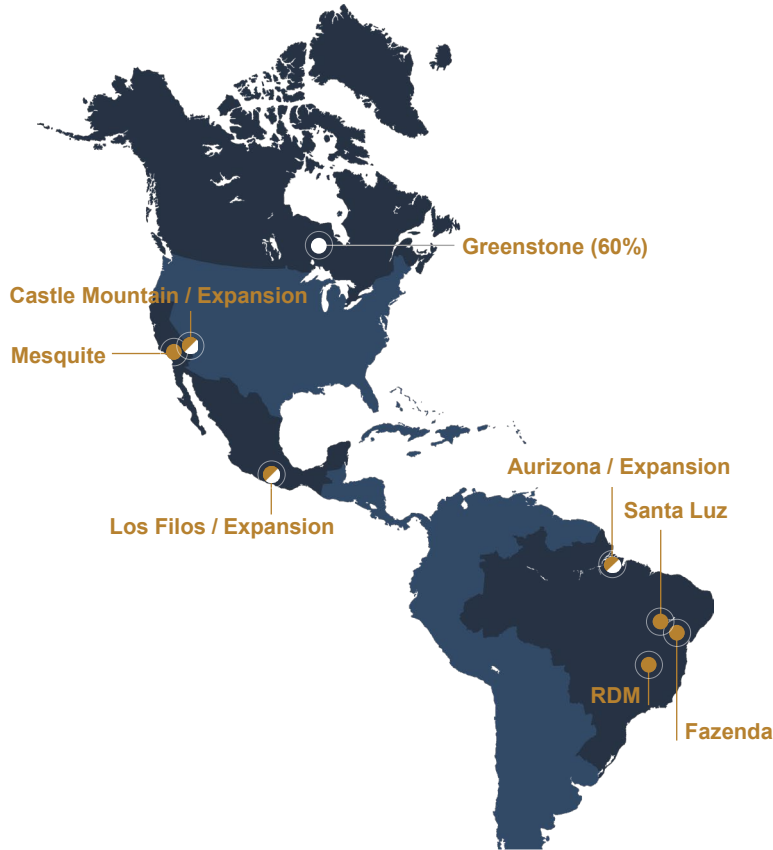 Greenstone (60%)
Castle Mountain / Expansion
Mesquite
Aurizona / Expansion
Santa Luz
Los Filos / Expansion
RDM
Fazenda